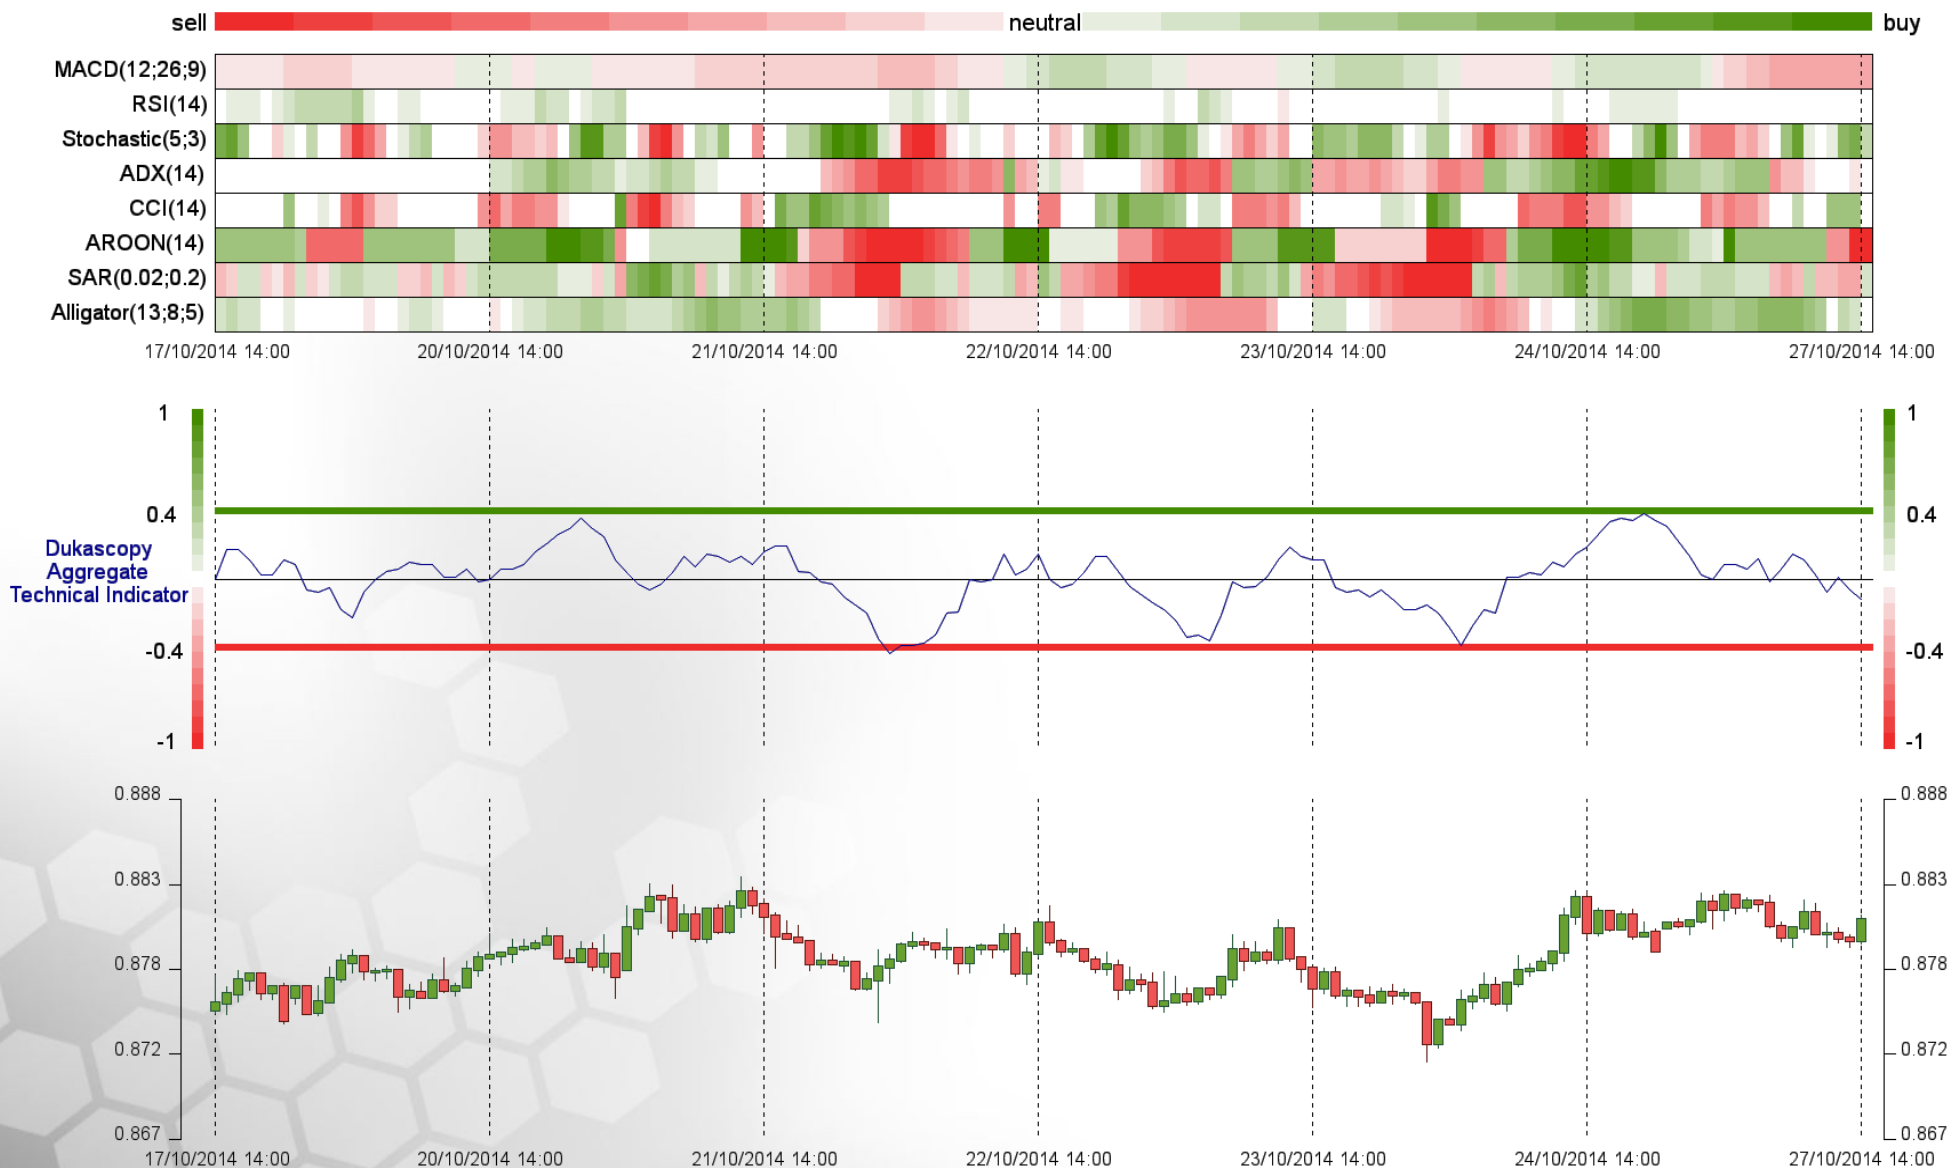 sell neutral buy
MACD(12;26;9)
RSI(14)
Stochastic(5;3)
ADX(14)
CCI(14)
AROON(14)
SAR(0.02;0.2)
Alligator(13;8;5)
17/10/2014 14:00 20/10/2014 14:00 21/10/2014 14:00 22/10/2014 14:00 23/10/2014 14:00 24/10/2014 14:00 27/10/2014 14:00
1 1
0.4 0.4
Dukascopy
Aggregate
Technical Indicator
-0.4 -0.4
-1 -1
0.888 0.888
0.883 0.883
0.878 0.878
0.872 0.872
0.867 0.867
17/10/2014 14:00 20/10/2014 14:00 21/10/2014 14:00 22/10/2014 14:00 23/10/2014 14:00 24/10/2014 14:00 27/10/2014 14:00